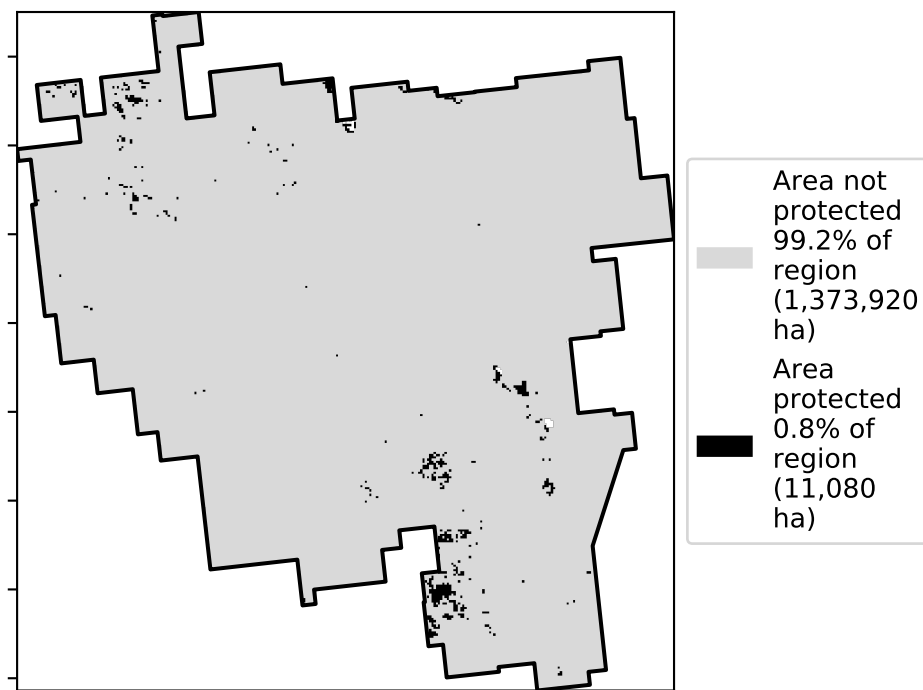 Area not
protected
99.2% of
region
(1,373,920
ha)
Area
protected
0.8% of
region
(11,080
ha)